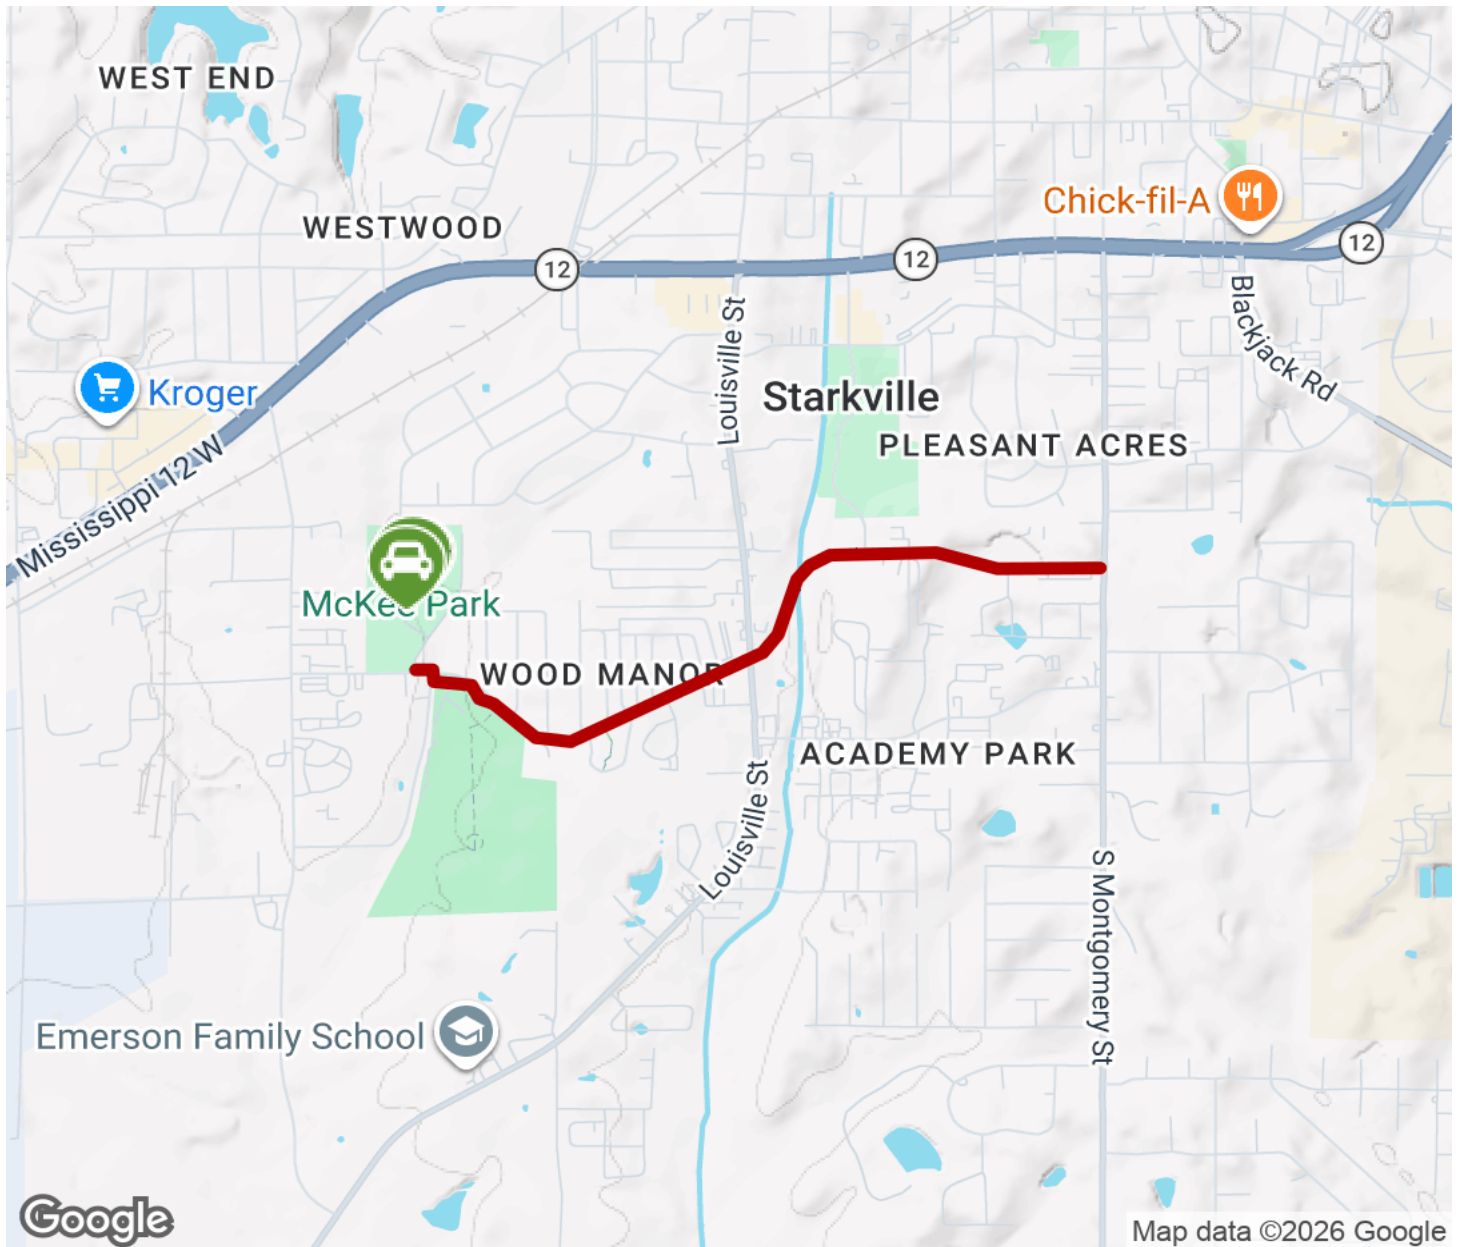 WEST END
WESTWOOD
12
12
12
Chick-fil-A
Blackjack Rd
Louisville St
Kroger
Starkville
PLEASANT ACRES
Mississippi 12 W
McKee Park
WOOD MANOR
ACADEMY PARK
Louisville St
S Montgomery St
Emerson Family School
Google
Map data ©2026 Google